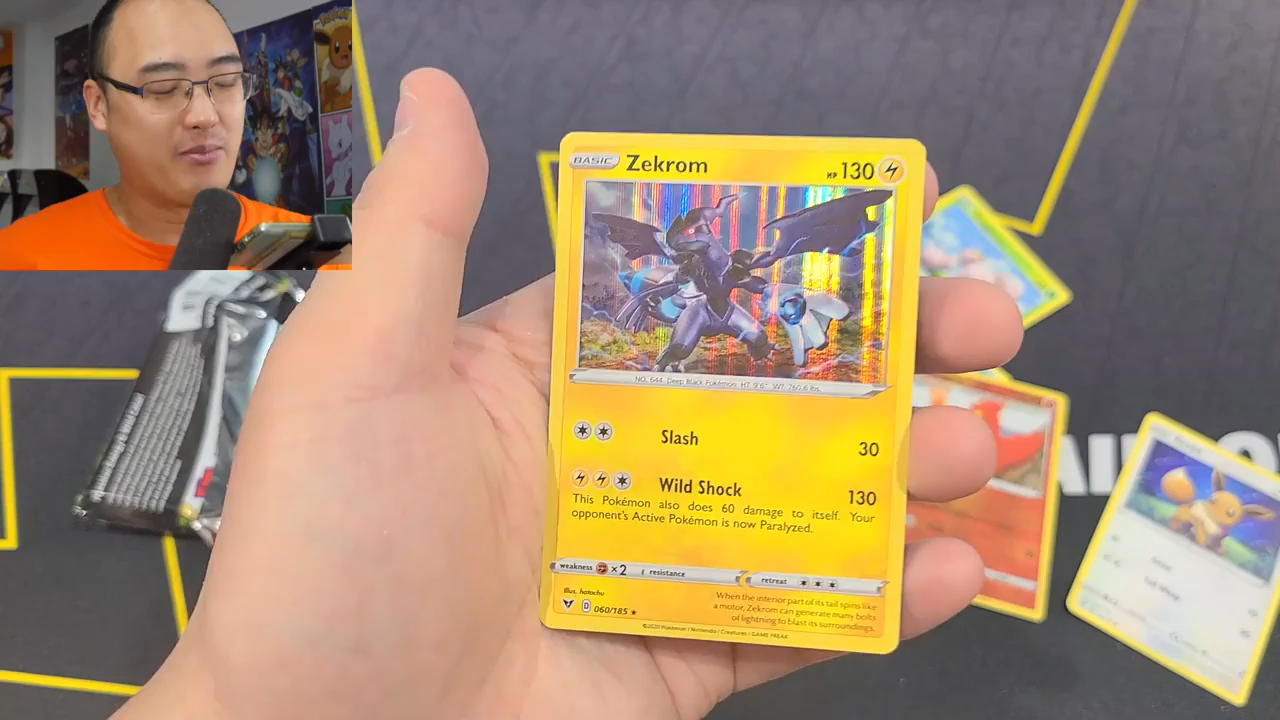 BASIC Zekrom HP 130
NO. 644 Deep Black Pokémon HT 9'6" WT 760.6 lbs.
Slash 30
Wild Shock 130
This Pokémon also does 60 damage to itself. Your
opponent's Active Pokémon is now Paralyzed.
weakness ×2 resistance retreat
Illus. hatachu
D 060/185
When the interior part of its tail spins like
a motor, Zekrom can generate many bolts
of lightning to blast its surroundings.
©2020 Pokémon / Nintendo / Creatures / GAME FREAK